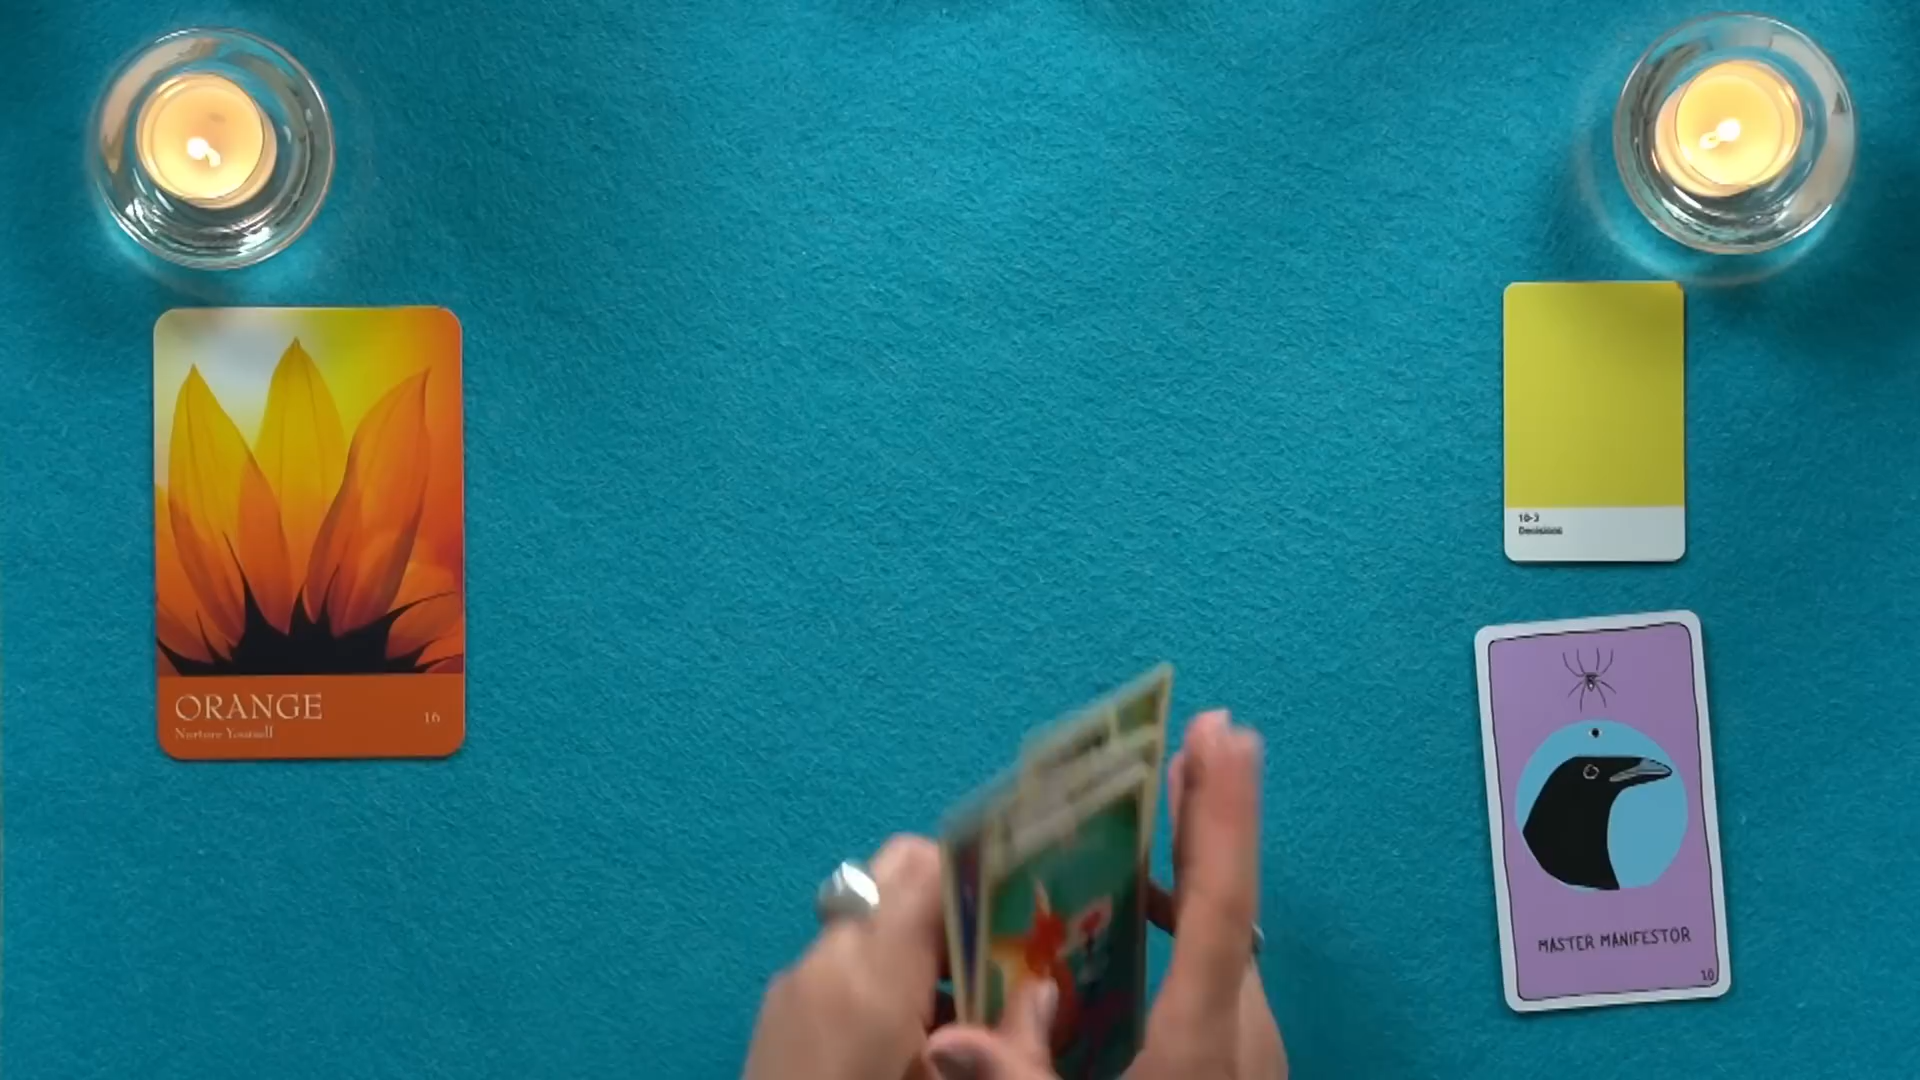 ORANGE
16
Nurture Yourself
10-3
Decisions
MASTER MANIFESTOR
10